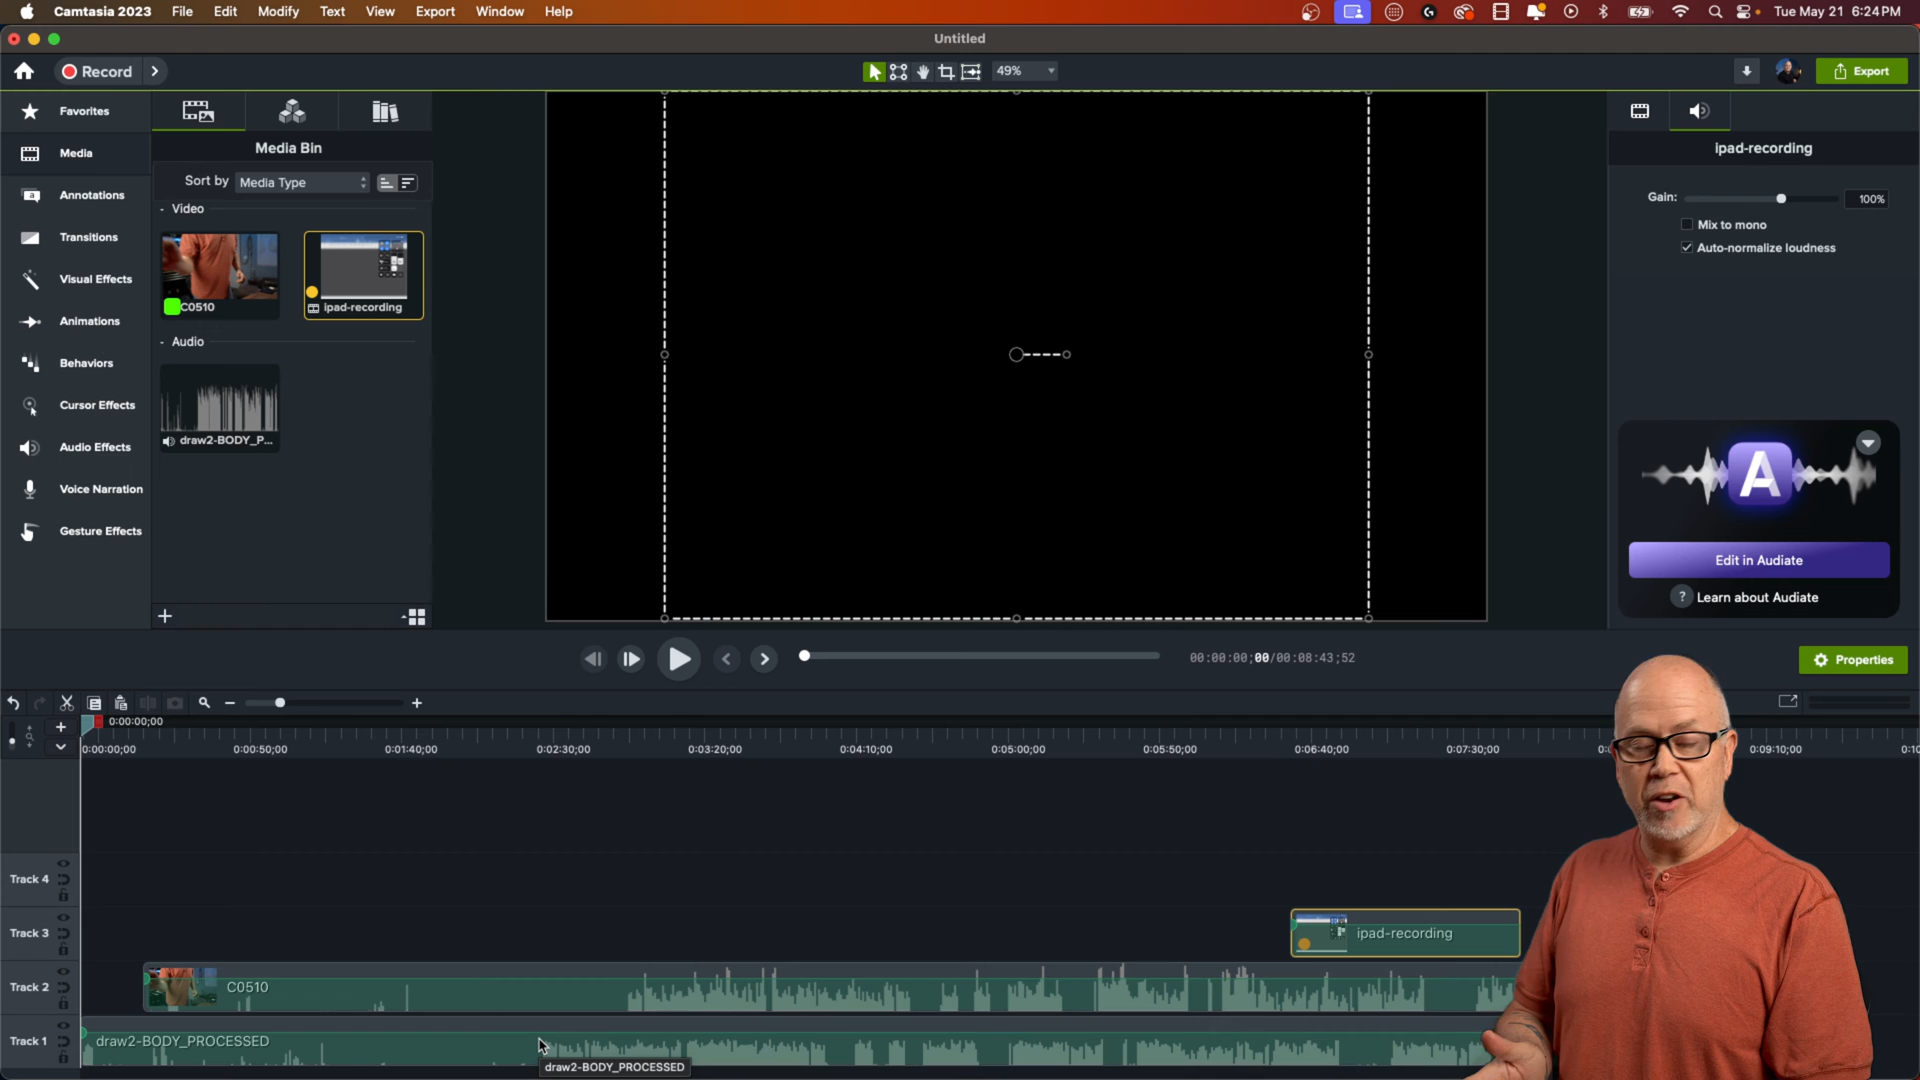 Camtasia 2023 File Edit Modify Text View Export Window Help
Tue May 21 6:24 PM
Untitled
Record
49%
Export
Favorites
Media
Annotations
Transitions
Visual Effects
Animations
Behaviors
Cursor Effects
Audio Effects
Voice Narration
Gesture Effects
Media Bin
Sort by Media Type
Video
C0510
ipad-recording
Audio
draw2-BODY_P...
ipad-recording
Gain: 100%
Mix to mono
Auto-normalize loudness
A
Edit in Audiate
? Learn about Audiate
00:00:00;00/00:08:43;52
Properties
0:00:00;00
0:00:00;00 0:00:50;00 0:01:40;00 0:02:30;00 0:03:20;00 0:04:10;00 0:05:00;00 0:05:50;00 0:06:40;00 0:07:30;00 0:09:10;00
Track 4
Track 3
ipad-recording
Track 2
C0510
Track 1
draw2-BODY_PROCESSED
draw2-BODY_PROCESSED